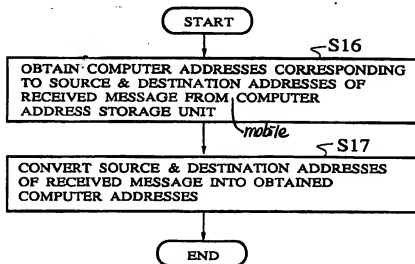 START
S16
OBTAIN COMPUTER ADDRESSES CORRESPONDING
TO SOURCE & DESTINATION ADDRESSES OF
RECEIVED MESSAGE FROM COMPUTER
ADDRESS STORAGE UNIT
mobile
S17
CONVERT SOURCE & DESTINATION ADDRESSES
OF RECEIVED MESSAGE INTO OBTAINED
COMPUTER ADDRESSES
END